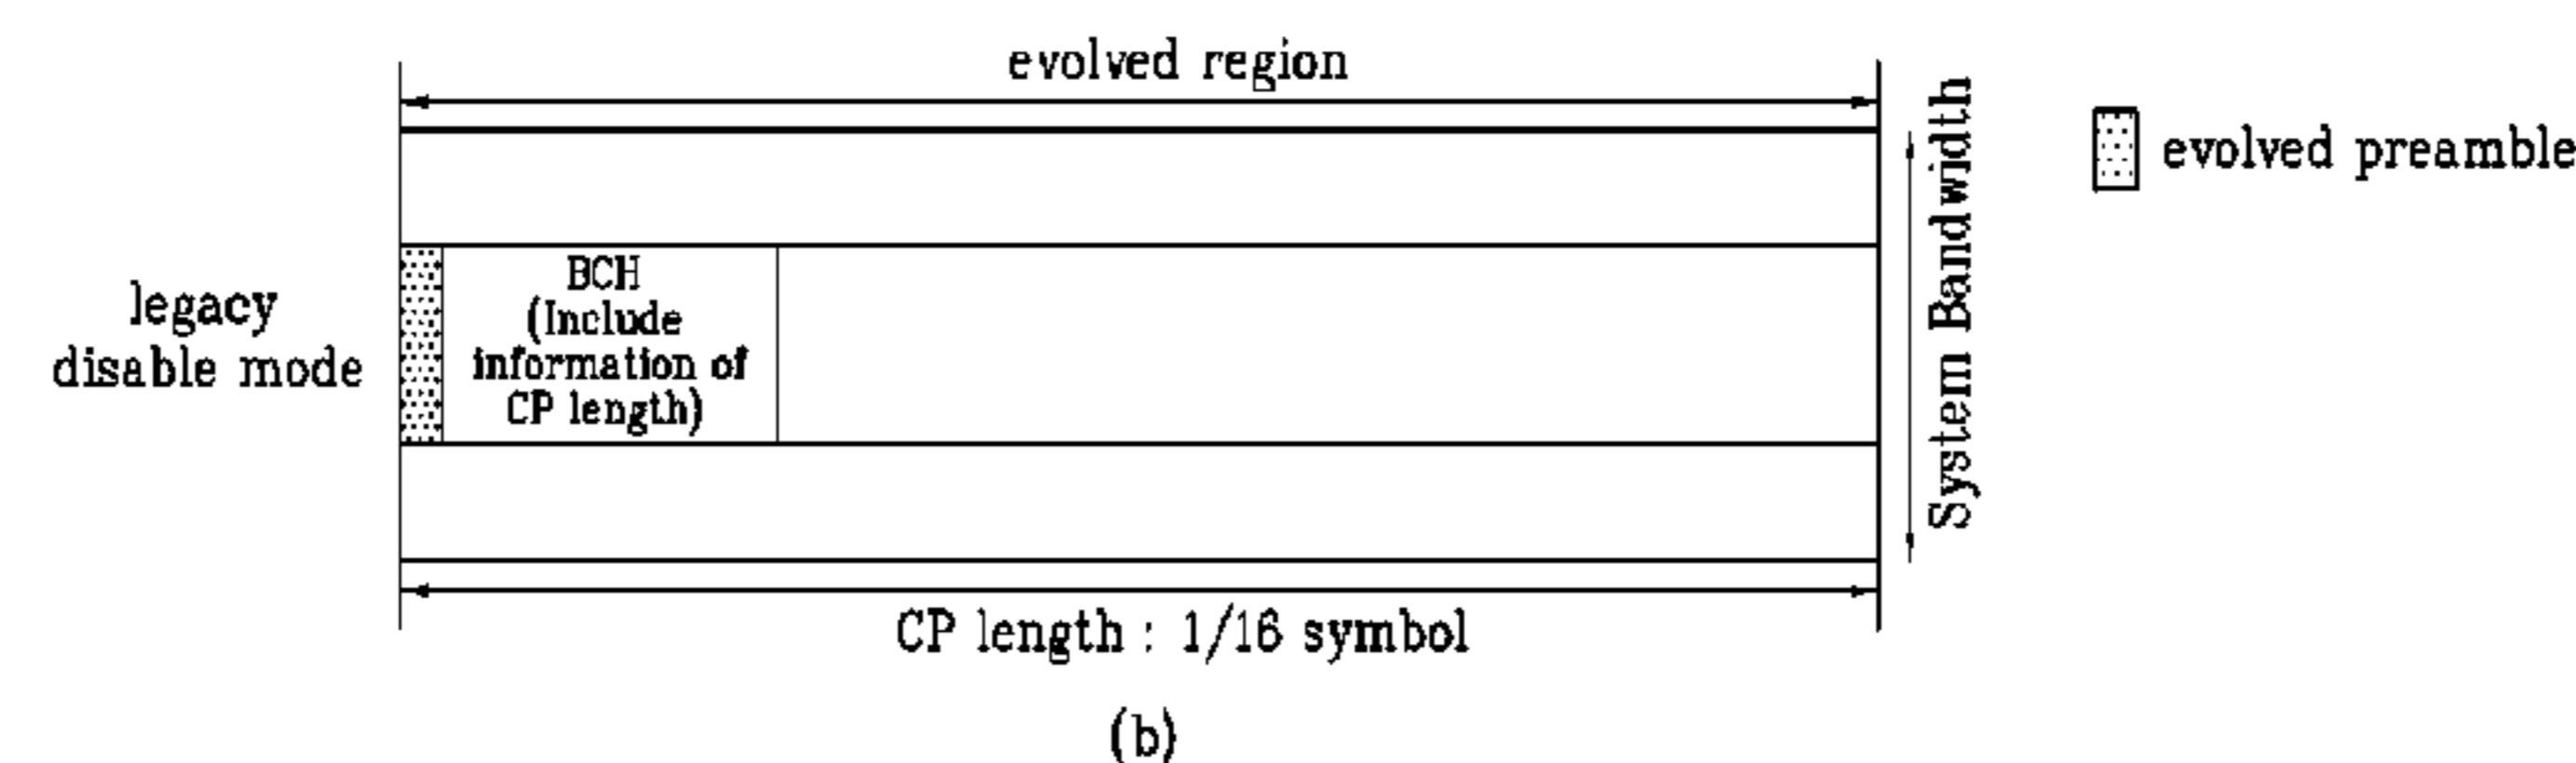 evolved region
System Bandwidth
evolved preamble
legacy
disable mode
BCH
(Include
information of
CP length)
CP length : 1/16 symbol
(b)